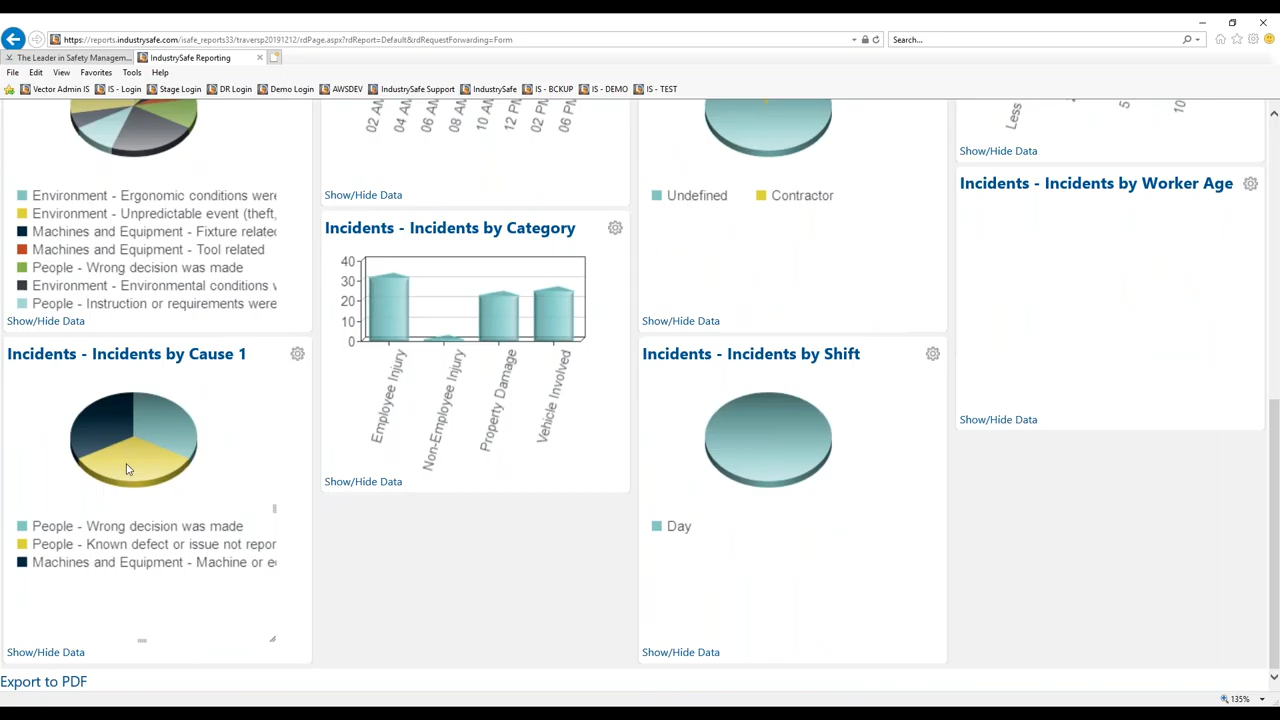 https://reports.industrysafe.com/isafe_reports33/traversp20191212/rdPage.aspx?rdReport=Default&rdRequestForwarding=Form
Search...
The Leader in Safety Managem...
IndustrySafe Reporting
File Edit View Favorites Tools Help
Vector Admin IS
IS - Login
Stage Login
DR Login
Demo Login
AWSDEV
IndustrySafe Support
IndustrySafe
IS - BCKUP
IS - DEMO
IS - TEST
Environment - Ergonomic conditions were
Environment - Unpredictable event (theft,
Machines and Equipment - Fixture related
Machines and Equipment - Tool related
People - Wrong decision was made
Environment - Environmental conditions w
People - Instruction or requirements were
Show/Hide Data
Incidents - Incidents by Cause 1
People - Wrong decision was made
People - Known defect or issue not repor
Machines and Equipment - Machine or e
Show/Hide Data
Export to PDF
02 AM
04 AM
06 AM
08 AM
10 AM
12 PM
02 PM
06 PM
Show/Hide Data
Incidents - Incidents by Category
40
30
20
10
0
Employee Injury
Non-Employee Injury
Property Damage
Vehicle Involved
Show/Hide Data
Undefined
Contractor
Show/Hide Data
Incidents - Incidents by Shift
Day
Show/Hide Data
Less
5
10
Show/Hide Data
Incidents - Incidents by Worker Age
Show/Hide Data
135%